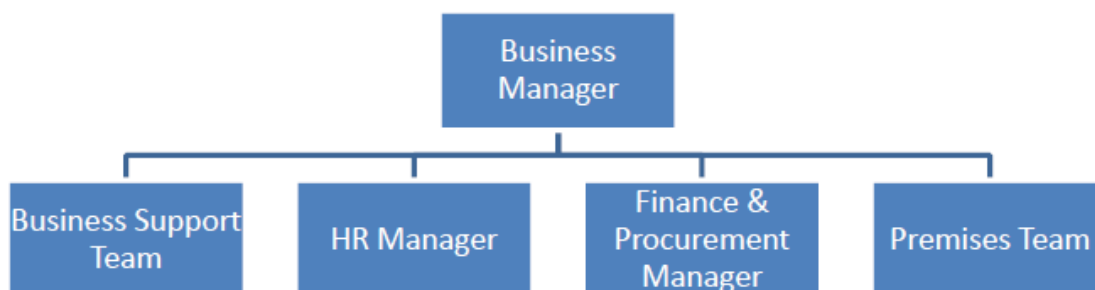 Business
Manager
Business Support
Team
HR Manager
Finance &
Procurement
Manager
Premises Team